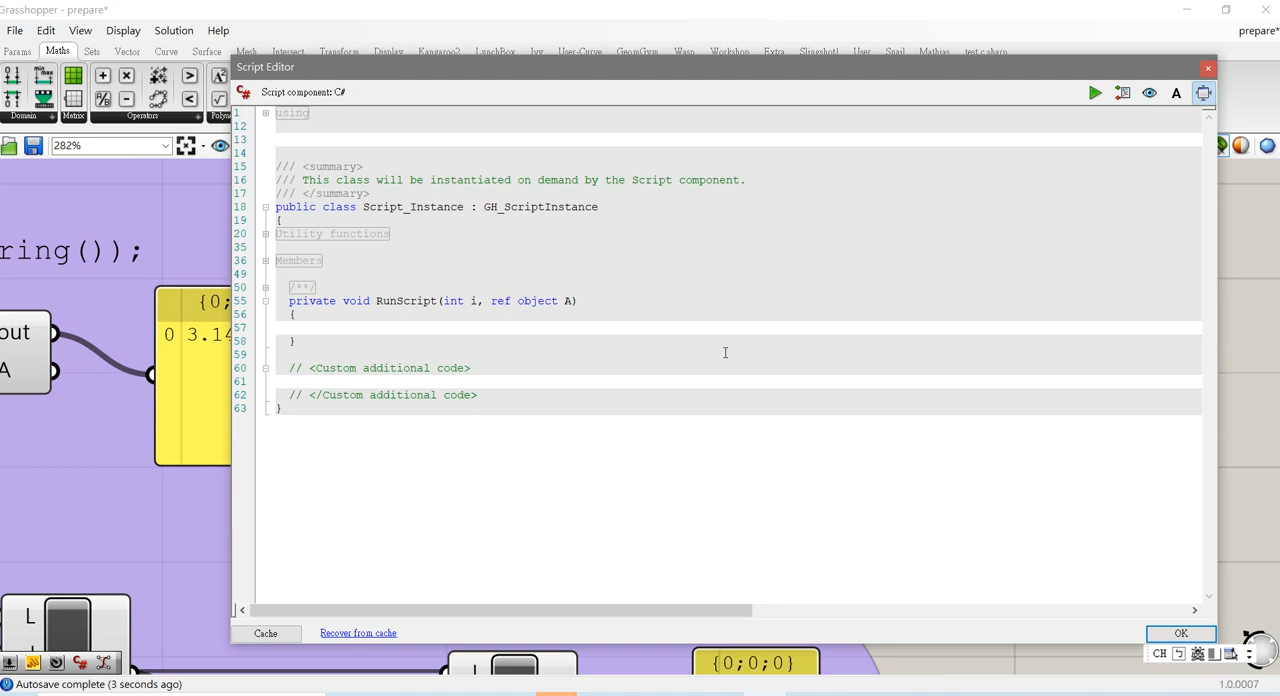 Grasshopper - prepare*
File Edit View Display Solution Help
prepare*
Params Maths Sets Vector Curve Surface Mesh Intersect Transform Display Kangaroo2 LunchBox Ivy User-Curve GeomGym Wasp Workshop Extra Slingshot! User Snail Mathias test c sharp
Script Editor
Script component: C#
Domain Matrix Operators
282%
1 using
12
13
14
15 /// <summary>
16 /// This class will be instantiated on demand by the Script component.
17 /// </summary>
18 public class Script_Instance : GH_ScriptInstance
19 {
20 Utility functions
35
36 Members
49
50 /**/
55 private void RunScript(int i, ref object A)
56 {
57
58 }
59
60 // <Custom additional code>
61
62 // </Custom additional code>
63 }
ring());
{0;
out
0 3.14
A
L
Cache
Recover from cache
OK
CH
{0;0;0}
Autosave complete (3 seconds ago)
1.0.0007